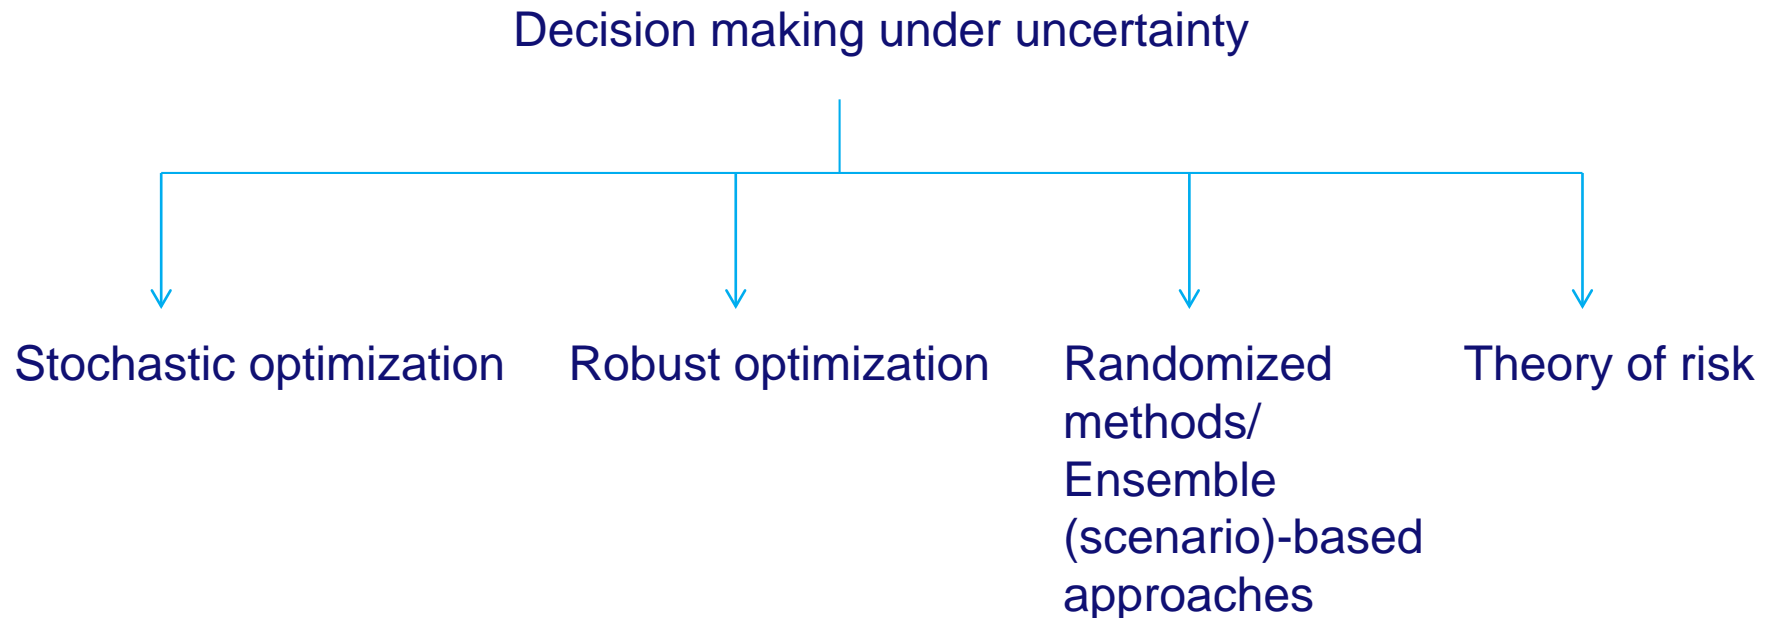 Decision making under uncertainty
Stochastic optimization
Robust optimization
Randomized
methods/
Ensemble
(scenario)-based
approaches
Theory of risk